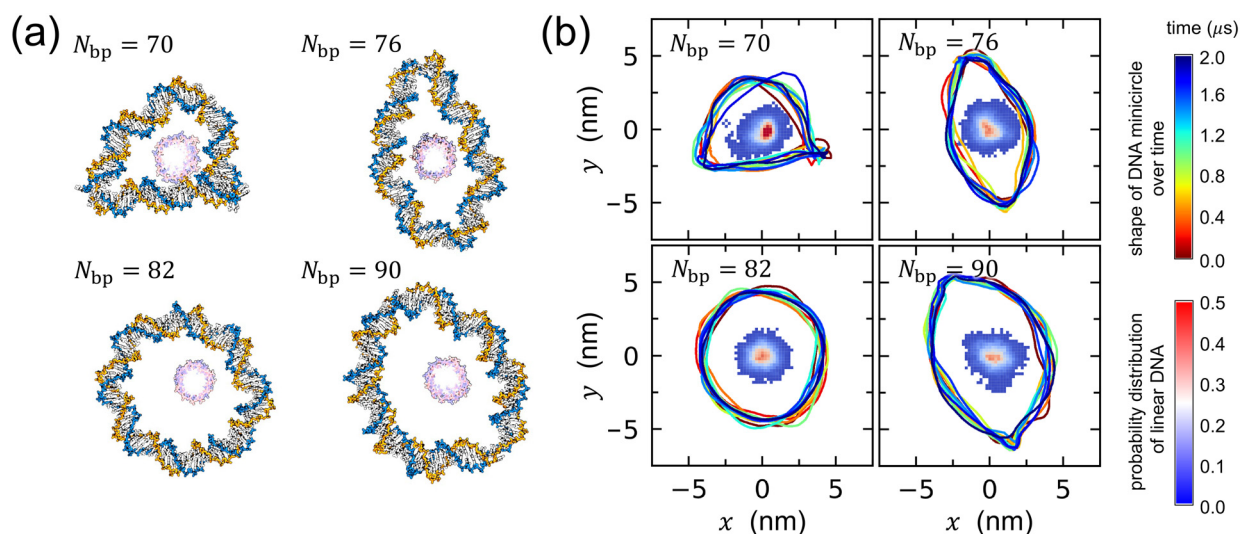 (a)
N_bp = 70
N_bp = 76
N_bp = 82
N_bp = 90
(b)
N_bp = 70
N_bp = 76
N_bp = 82
N_bp = 90
5
0
−5
y (nm)
5
0
−5
y (nm)
−5 0 5
x (nm)
−5 0 5
x (nm)
time (μs)
2.0
1.6
1.2
0.8
0.4
0.0
shape of DNA minicircle
over time
0.5
0.4
0.3
0.2
0.1
0.0
probability distribution
of linear DNA